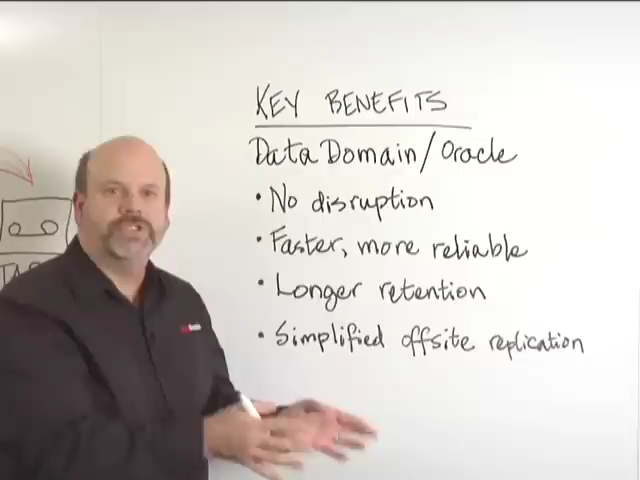 KEY BENEFITS
Data Domain/Oracle
• No disruption
• Faster, more reliable
• Longer retention
• Simplified offsite replication